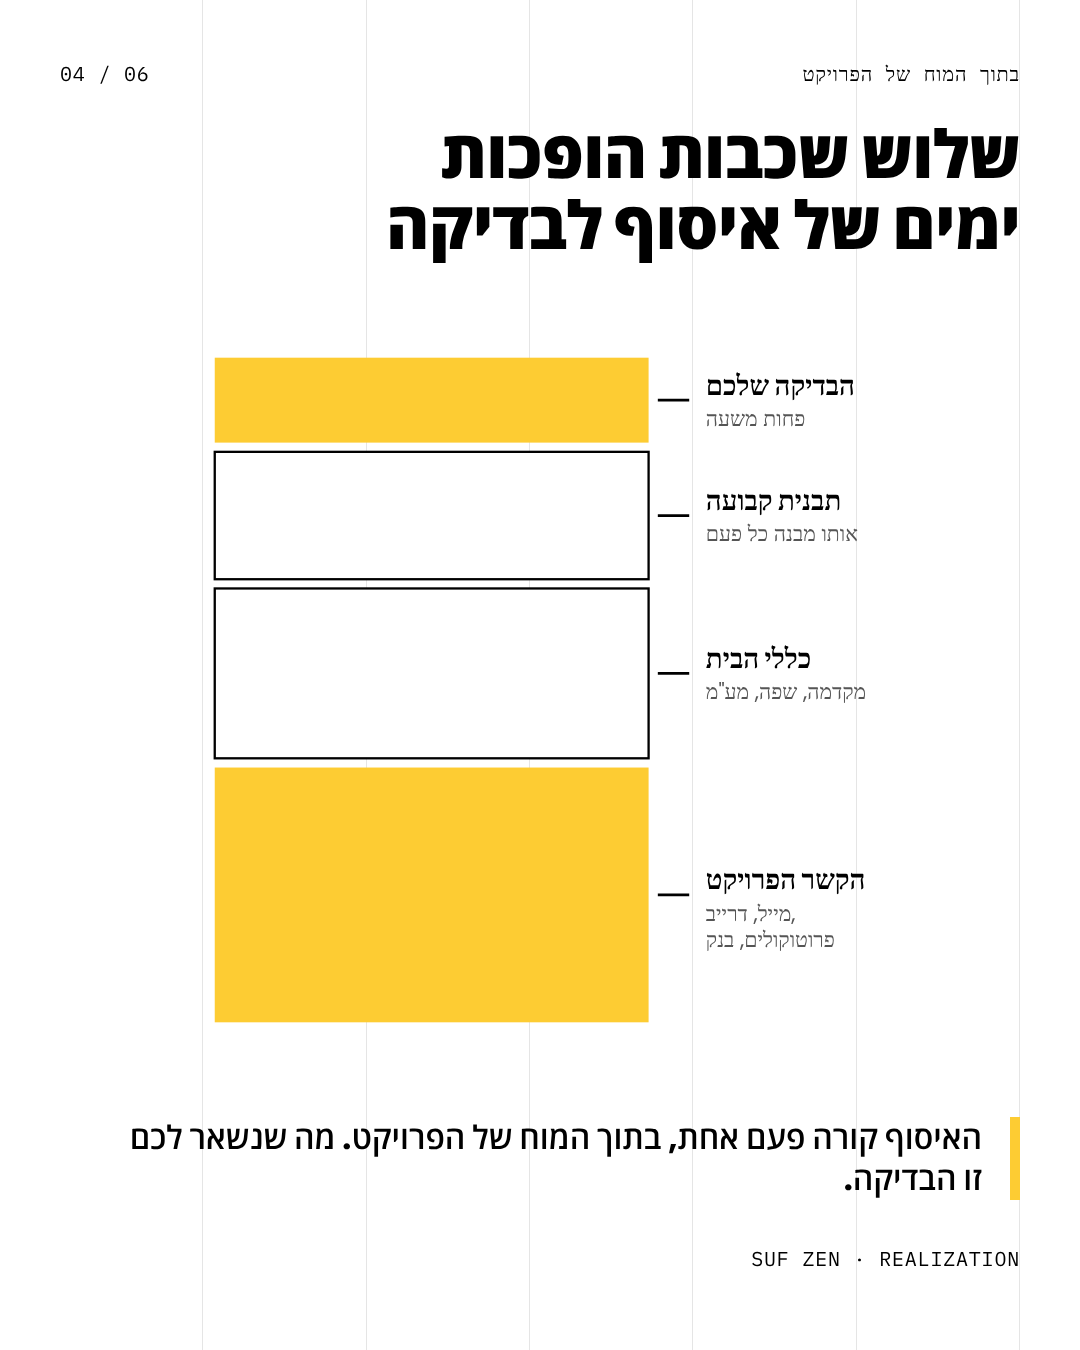 בתוך המוח של הפרויקט
04 / 06
שלוש שכבות הופכות
ימים של איסוף לבדיקה
הבדיקה שלכם
פחות משעה
תבנית קבועה
אותו מבנה כל פעם
כללי הבית
מקדמה, שפה, מע"מ
הקשר הפרויקט
מייל, דרייב,
פרוטוקולים, בנק
האיסוף קורה פעם אחת, בתוך המוח של הפרויקט. מה שנשאר לכם
זו הבדיקה.
SUF ZEN · REALIZATION